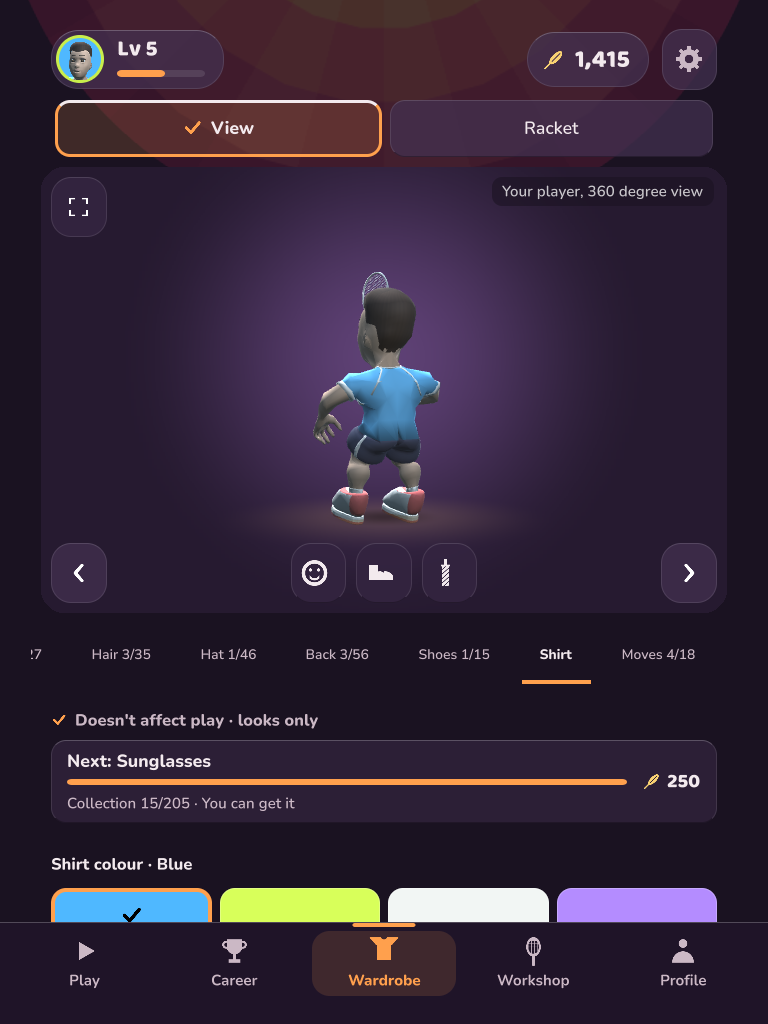 Lv 5
1,415
View
Racket
Your player, 360 degree view
27
Hair 3/35
Hat 1/46
Back 3/56
Shoes 1/15
Shirt
Moves 4/18
Doesn't affect play · looks only
Next: Sunglasses
250
Collection 15/205 · You can get it
Shirt colour · Blue
Play
Career
Wardrobe
Workshop
Profile